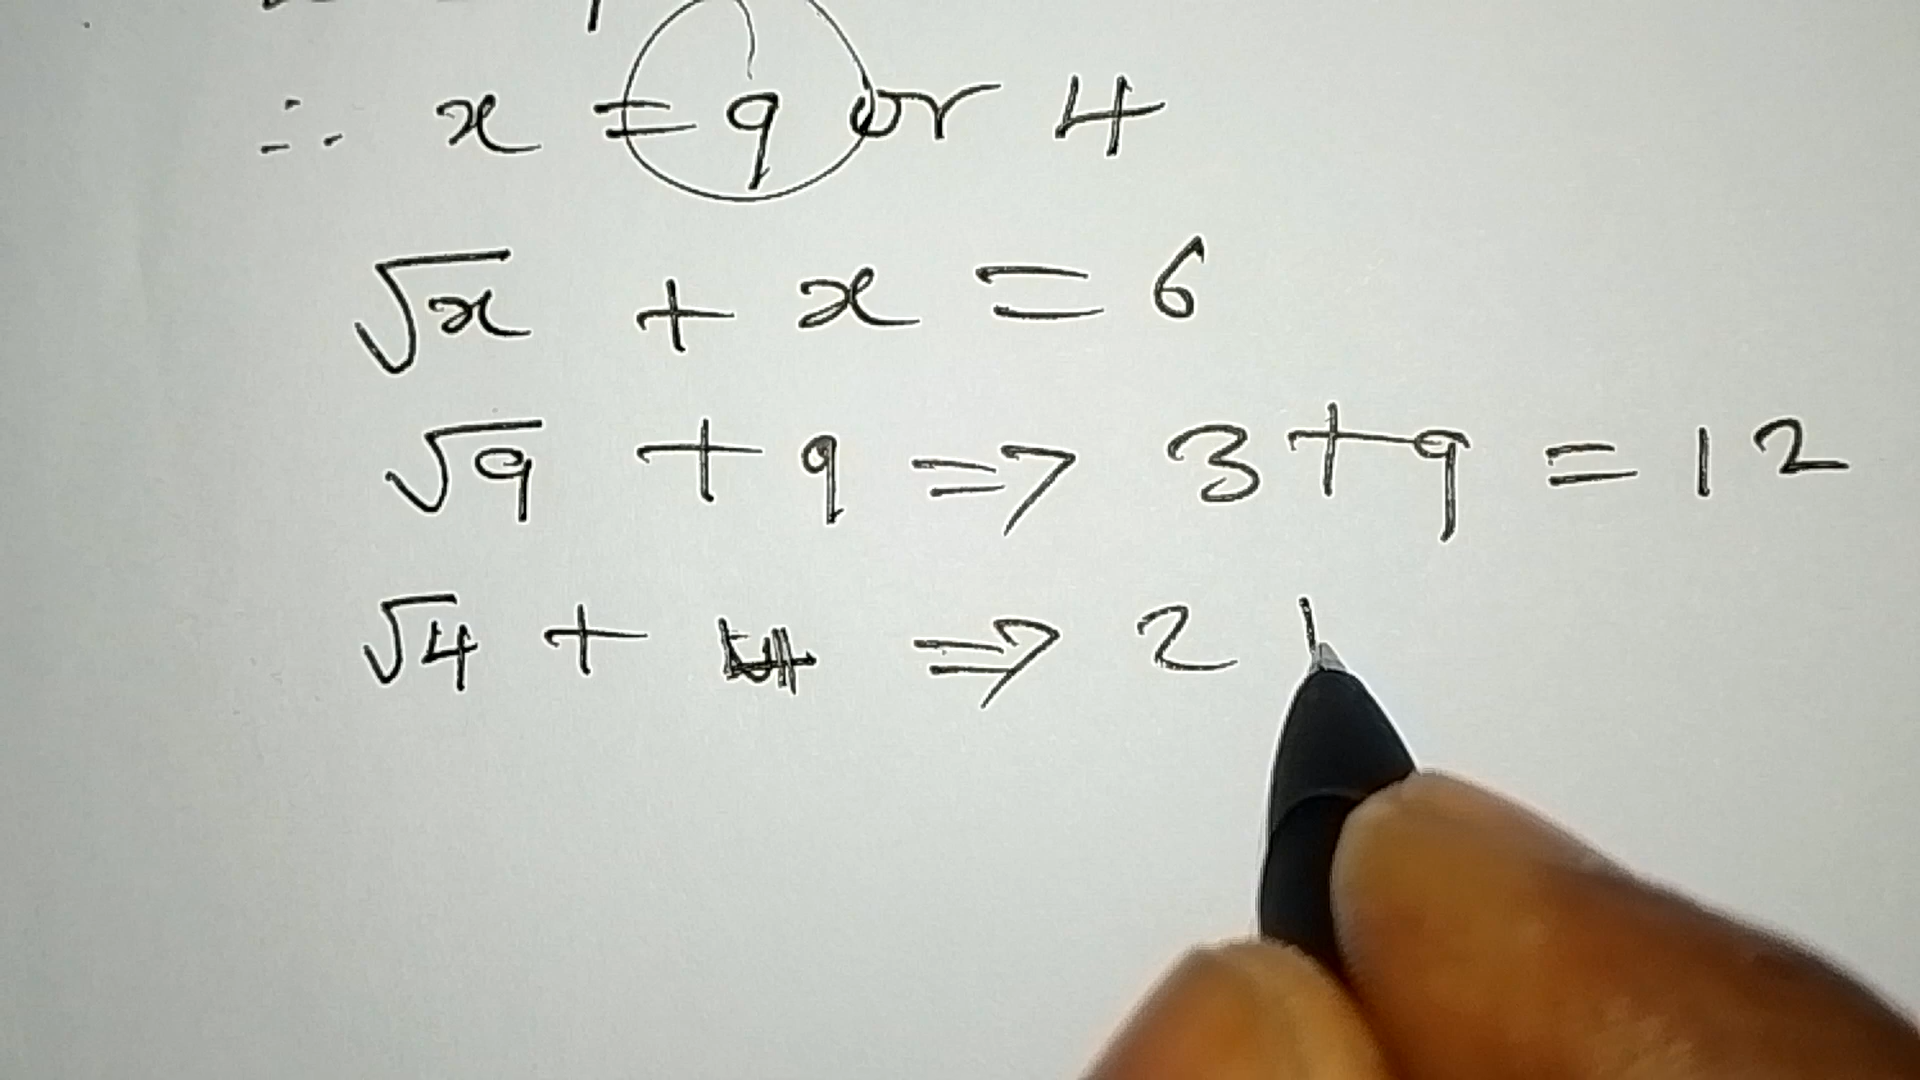 ∴ x = 9 or 4
√x + x = 6
√9 + 9 => 3 + 9 = 12
√4 + 4 => 2